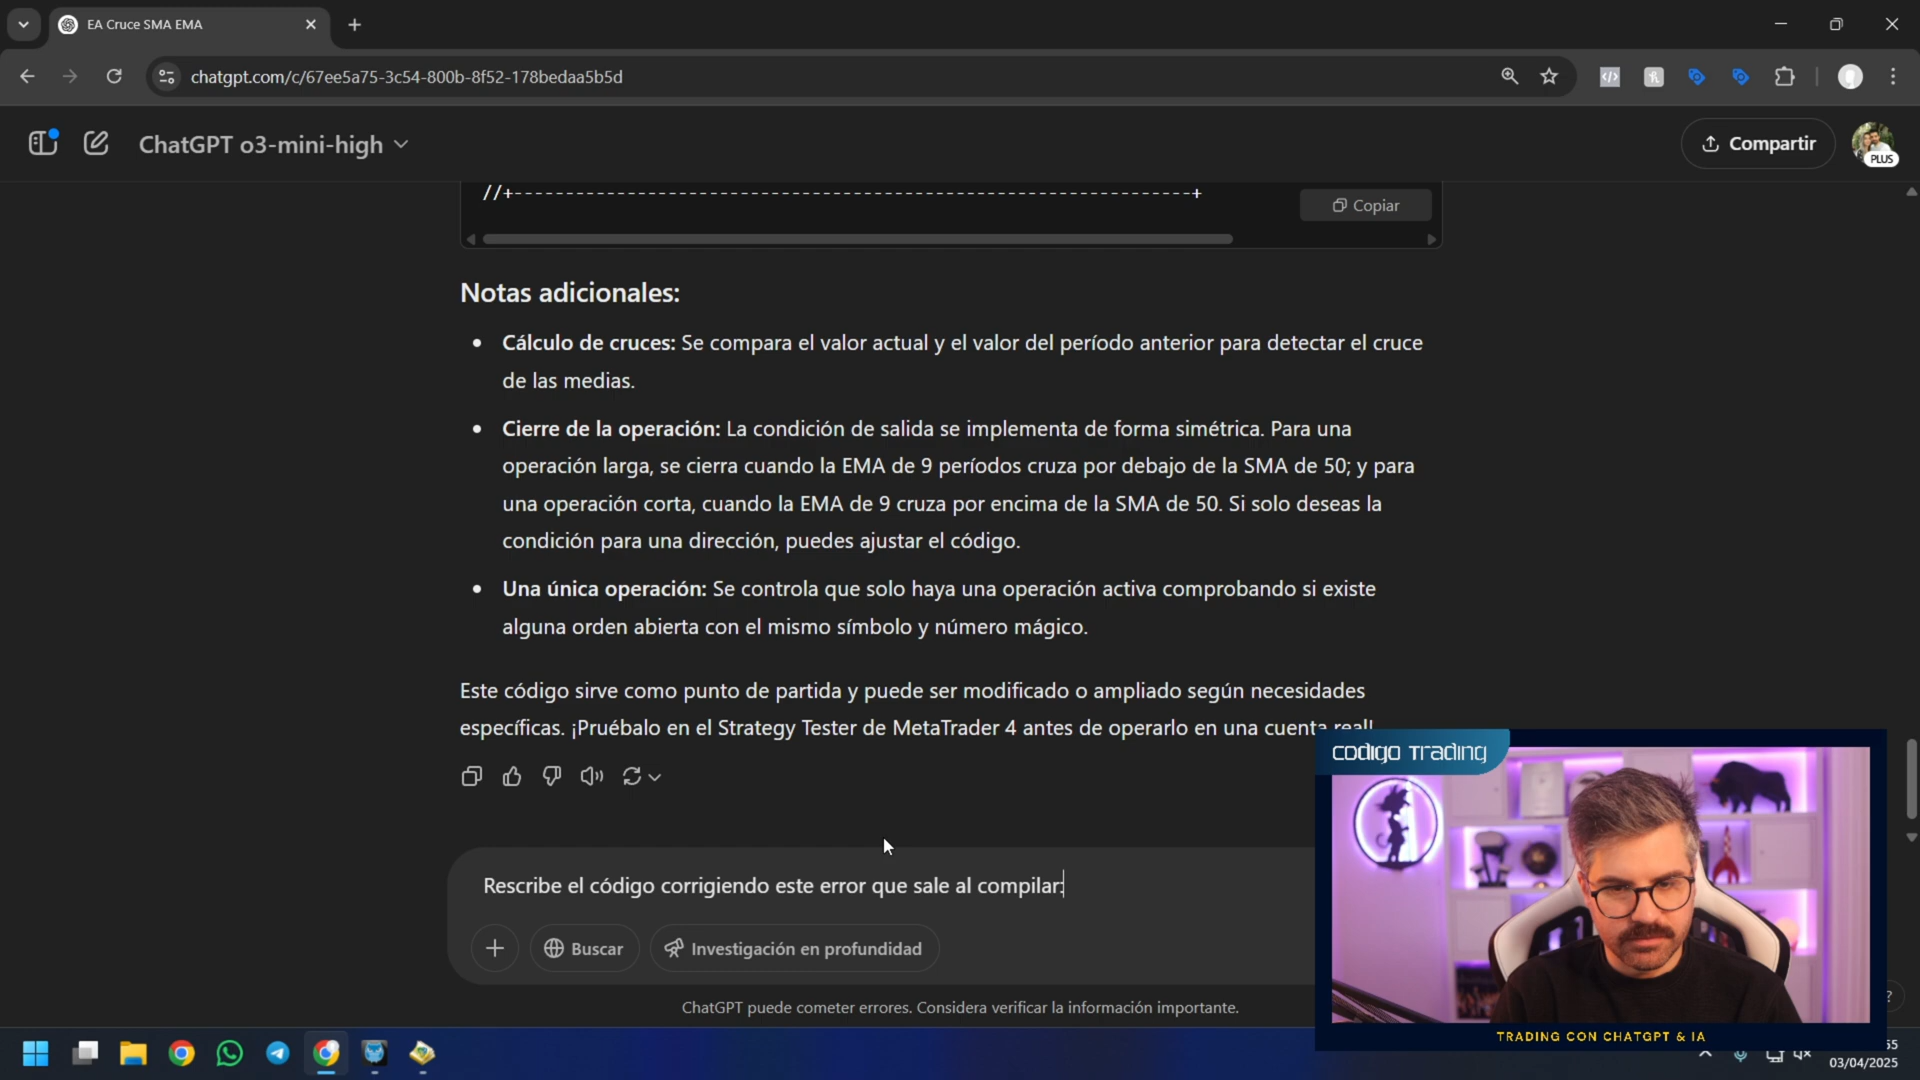 EA Cruce SMA EMA
chatgpt.com/c/67ee5a75-3c54-800b-8f52-178bedaa5b5d
ChatGPT o3-mini-high
Compartir
PLUS
//+------------------------------------------------------------------+
Copiar
Notas adicionales:
Cálculo de cruces: Se compara el valor actual y el valor del período anterior para detectar el cruce
de las medias.
Cierre de la operación: La condición de salida se implementa de forma simétrica. Para una
operación larga, se cierra cuando la EMA de 9 períodos cruza por debajo de la SMA de 50; y para
una operación corta, cuando la EMA de 9 cruza por encima de la SMA de 50. Si solo deseas la
condición para una dirección, puedes ajustar el código.
Una única operación: Se controla que solo haya una operación activa comprobando si existe
alguna orden abierta con el mismo símbolo y número mágico.
Este código sirve como punto de partida y puede ser modificado o ampliado según necesidades
específicas. ¡Pruébalo en el Strategy Tester de MetaTrader 4 antes de operarlo en una cuenta real!
codigo Trading
Rescribe el código corrigiendo este error que sale al compilar:
Buscar
Investigación en profundidad
ChatGPT puede cometer errores. Considera verificar la información importante.
?
TRADING CON CHATGPT & IA
55
03/04/2025